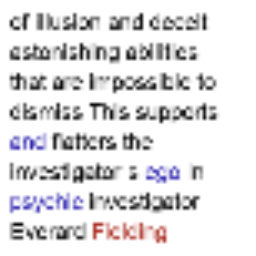 of illusion and deceit
astonishing abilities
that are impossible to
dismiss This supports
and flatters the
investigator s ego in
psychic investigator
Everard Fielding